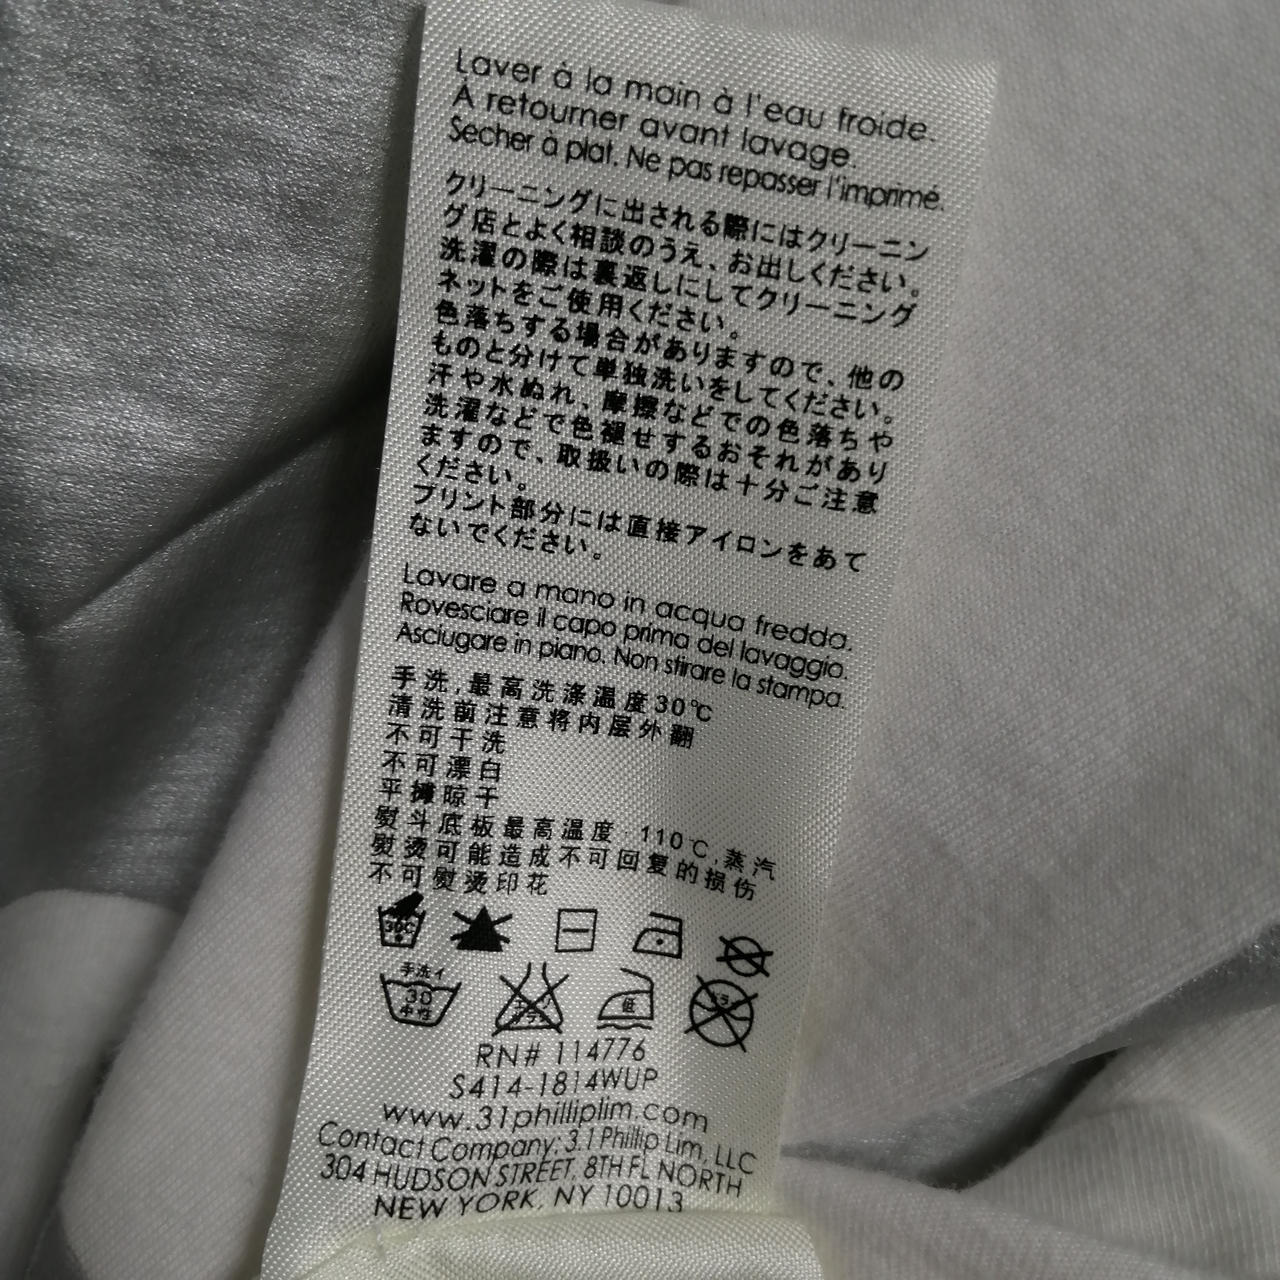 Laver à la main à l'eau froide.
À retourner avant lavage.
Secher à plat. Ne pas repasser l'imprimé.
クリーニングに出される際にはクリーニン
グ店とよく相談のうえ、お出しください。
洗濯の際は裏返しにしてクリーニング
ネットをご使用ください。
色落ちする場合がありますので、他の
ものと分けて単独洗いをしてください。
汗や水ぬれ、摩擦などでの色落ちや
洗濯などで色褪せするおそれがあり
ますので、取扱いの際は十分ご注意
ください。
プリント部分には直接アイロンをあて
ないでください。
Lavare a mano in acqua fredda.
Rovesciare il capo prima del lavaggio.
Asciugare in piano. Non stirare la stampa.
手洗,最高洗涤温度30℃
清洗前注意将内层外翻
不可干洗
不可漂白
平摊晾干
熨斗底板最高温度 110℃,蒸汽
熨烫可能造成不可回复的损伤
不可熨烫印花
30C
手洗イ
30
中性
低
RN# 114776
S414-1814WUP
www.31philliplim.com
Contact Company: 3.1 Phillip Lim, LLC
304 HUDSON STREET, 8TH FL NORTH
NEW YORK, NY 10013